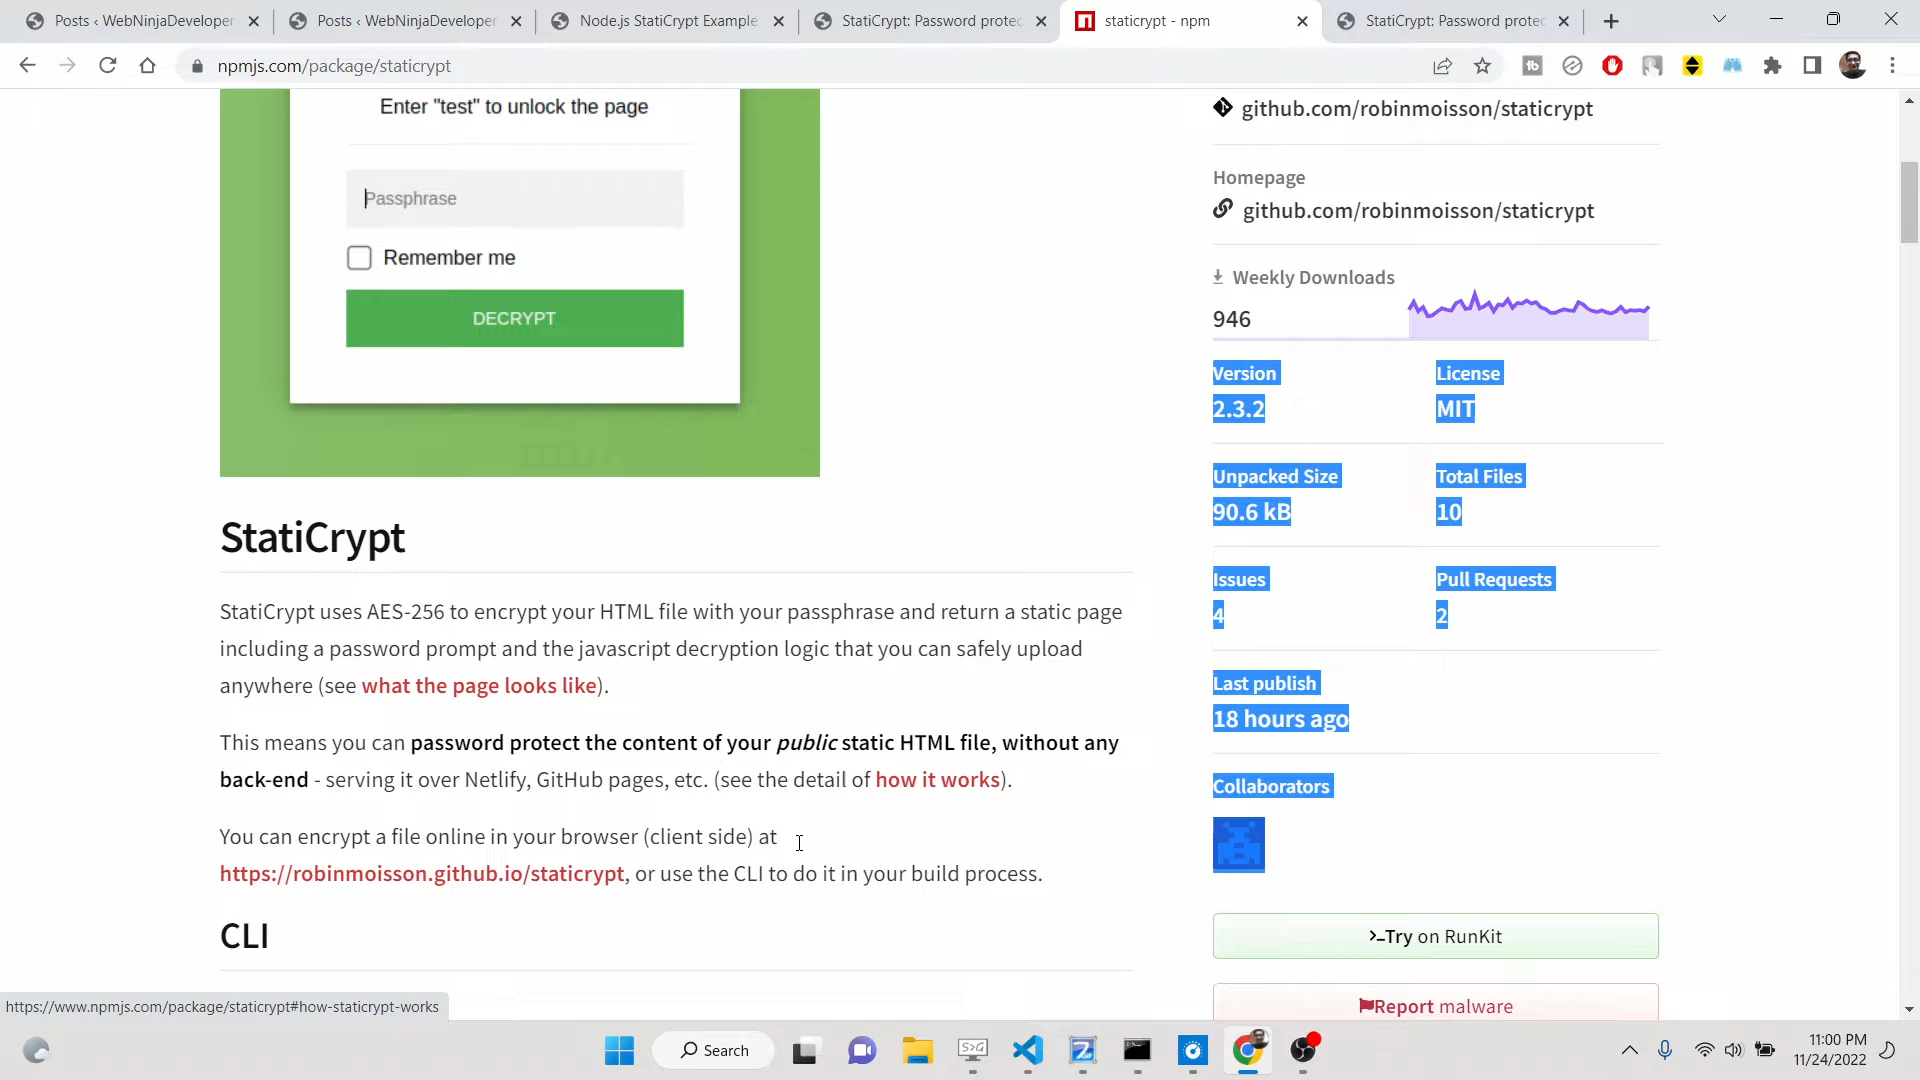 Posts ‹ WebNinjaDeveloper
Posts ‹ WebNinjaDeveloper
Node.js StatiCrypt Example
StatiCrypt: Password protec
staticrypt - npm
StatiCrypt: Password protec
npmjs.com/package/staticrypt
tb
Enter "test" to unlock the page
Passphrase
Remember me
DECRYPT
StatiCrypt
StatiCrypt uses AES-256 to encrypt your HTML file with your passphrase and return a static page
including a password prompt and the javascript decryption logic that you can safely upload
anywhere (see what the page looks like).
This means you can password protect the content of your public static HTML file, without any
back-end - serving it over Netlify, GitHub pages, etc. (see the detail of how it works).
You can encrypt a file online in your browser (client side) at
https://robinmoisson.github.io/staticrypt, or use the CLI to do it in your build process.
CLI
github.com/robinmoisson/staticrypt
Homepage
github.com/robinmoisson/staticrypt
Weekly Downloads
946
Version
2.3.2
License
MIT
Unpacked Size
90.6 kB
Total Files
10
Issues
4
Pull Requests
2
Last publish
18 hours ago
Collaborators
>_Try on RunKit
Report malware
https://www.npmjs.com/package/staticrypt#how-staticrypt-works
Search
S>G
11:00 PM
11/24/2022